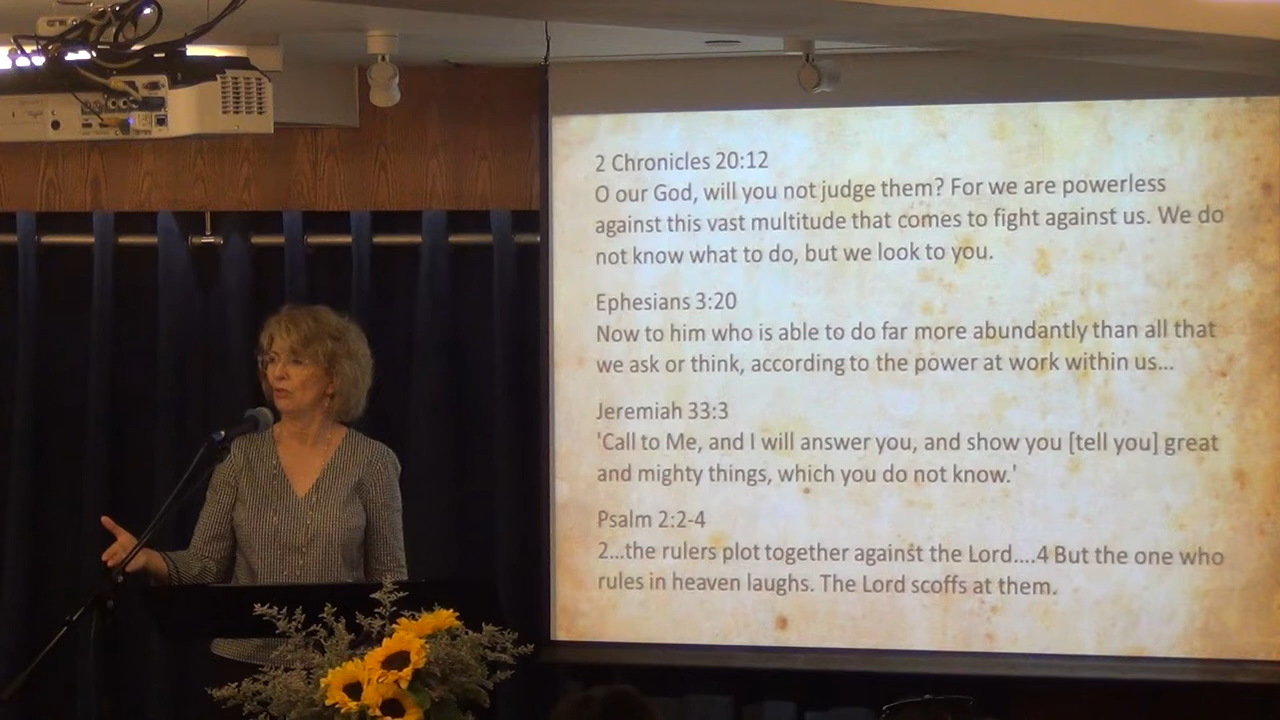 2 Chronicles 20:12
O our God, will you not judge them? For we are powerless
against this vast multitude that comes to fight against us. We do
not know what to do, but we look to you.
Ephesians 3:20
Now to him who is able to do far more abundantly than all that
we ask or think, according to the power at work within us...
Jeremiah 33:3
'Call to Me, and I will answer you, and show you [tell you] great
and mighty things, which you do not know.'
Psalm 2:2-4
2...the rulers plot together against the Lord....4 But the one who
rules in heaven laughs. The Lord scoffs at them.